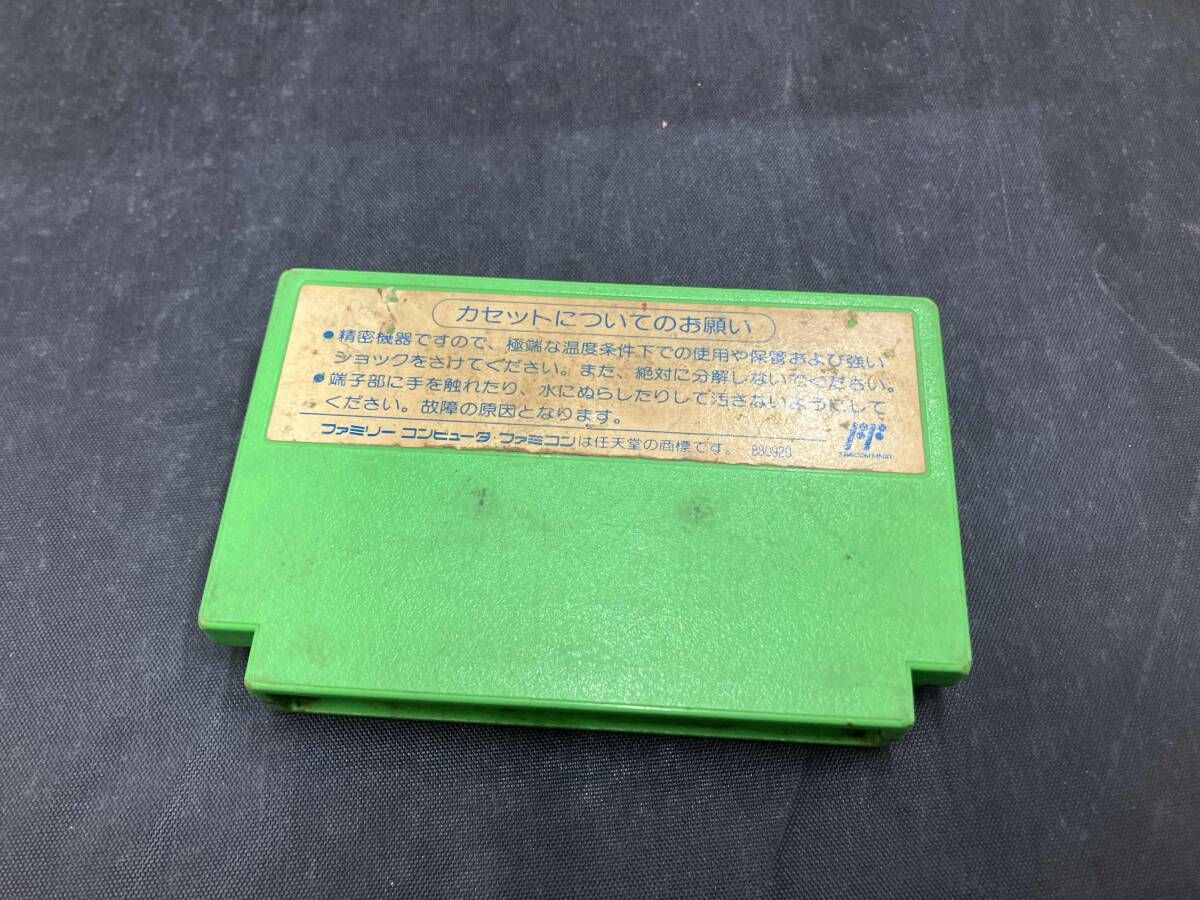 カセットについてのお願い
●精密機器ですので、極端な温度条件下での使用や保管および強い
ショックをさけてください。また、絶対に分解しないでください。
●端子部に手を触れたり、水にぬらしたりして汚さないようにして
ください。故障の原因となります。
ファミリーコンピュータ ファミコンは任天堂の商標です。